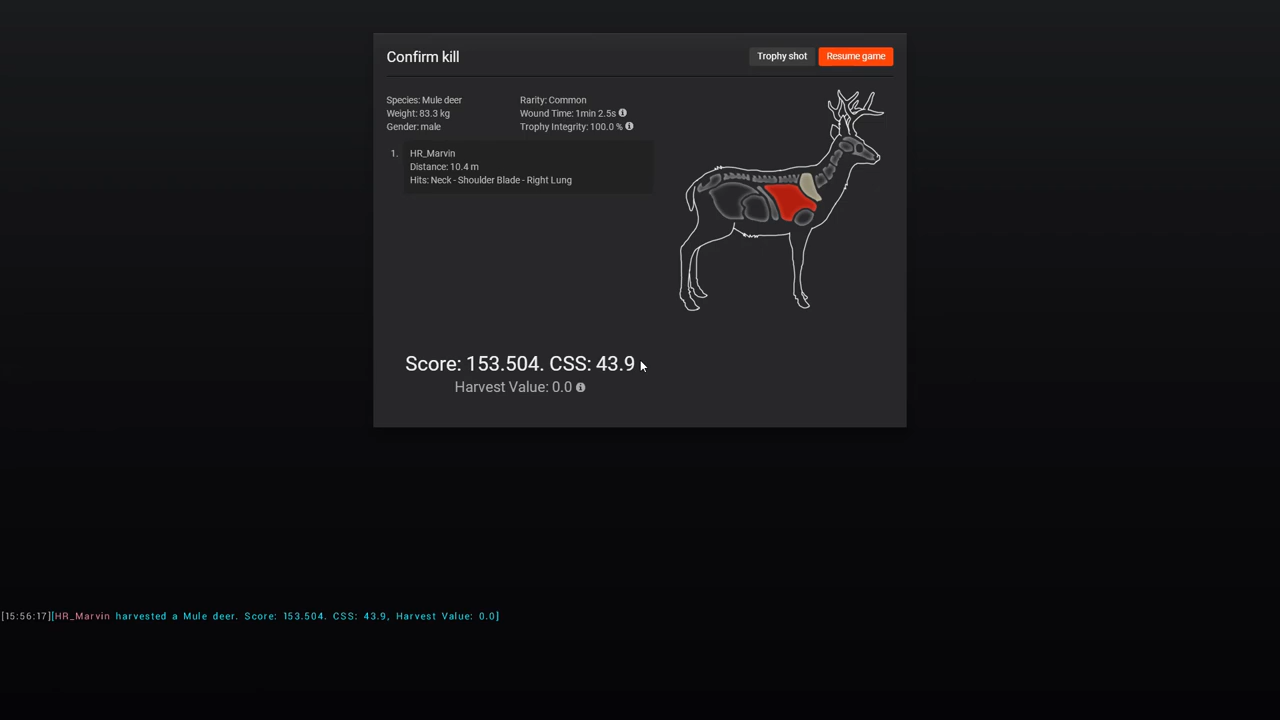 Confirm kill
Trophy shot
Resume game
Species: Mule deer
Weight: 83.3 kg
Gender: male
Rarity: Common
Wound Time: 1min 2.5s
Trophy Integrity: 100.0 %
1.
HR_Marvin
Distance: 10.4 m
Hits: Neck - Shoulder Blade - Right Lung
Score: 153.504. CSS: 43.9
Harvest Value: 0.0
[15:56:17][HR_Marvin harvested a Mule deer. Score: 153.504. CSS: 43.9, Harvest Value: 0.0]